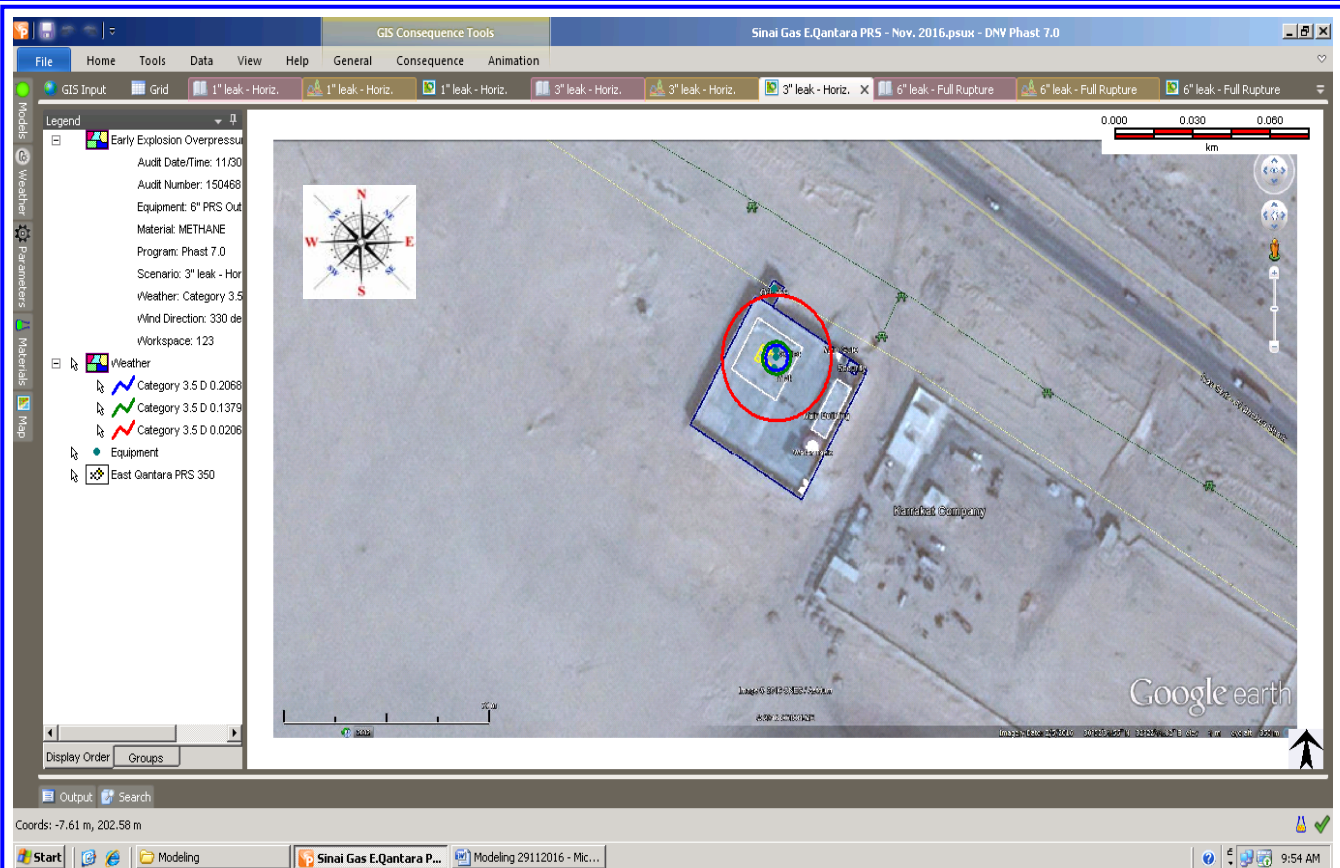 GIS Consequence Tools
Sinai Gas E.Qantara PRS - Nov. 2016.psux - DNV Phast 7.0
File Home Tools Data View Help General Consequence Animation
GIS Input Grid 1" leak - Horiz. 1" leak - Horiz. 1" leak - Horiz. 3" leak - Horiz. 3" leak - Horiz. 3" leak - Horiz. 6" leak - Full Rupture 6" leak - Full Rupture 6" leak - Full Rupture
Models
Weather
Parameters
Materials
Map
Legend
Early Explosion Overpressu
Audit Date/Time: 11/30
Audit Number: 150468
Equipment: 6" PRS Out
Material: METHANE
Program: Phast 7.0
Scenario: 3" leak - Hor
Weather: Category 3.5
Wind Direction: 330 de
Workspace: 123
Weather
Category 3.5 D 0.2068
Category 3.5 D 0.1379
Category 3.5 D 0.0206
Equipment
East Qantara PRS 350
Display Order Groups
0.000 0.030 0.060
km
N
NW NE
W E
SW SE
S
Karrakat Company
Google earth
Output Search
Coords: -7.61 m, 202.58 m
Start Modeling Sinai Gas E.Qantara P... Modeling 29112016 - Mic... 9:54 AM